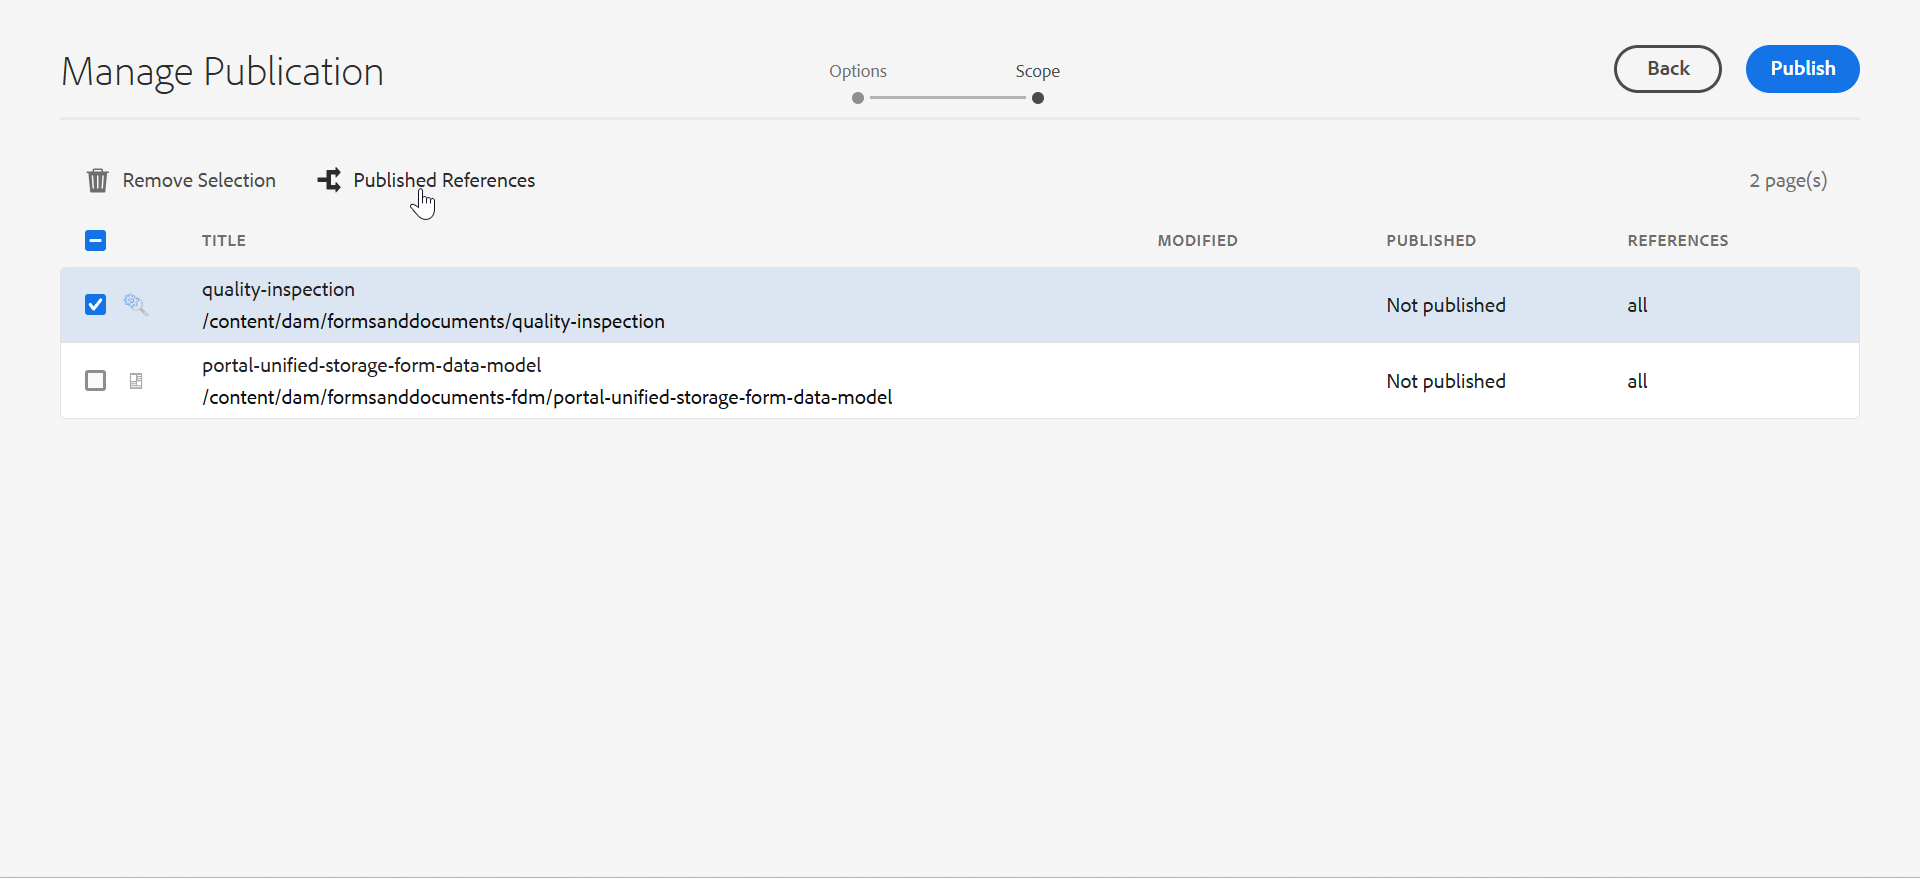 Manage Publication
Options
Scope
Back
Publish
Remove Selection
Published References
2 page(s)
TITLE
MODIFIED
PUBLISHED
REFERENCES
quality-inspection
/content/dam/formsanddocuments/quality-inspection
Not published
all
portal-unified-storage-form-data-model
/content/dam/formsanddocuments-fdm/portal-unified-storage-form-data-model
Not published
all